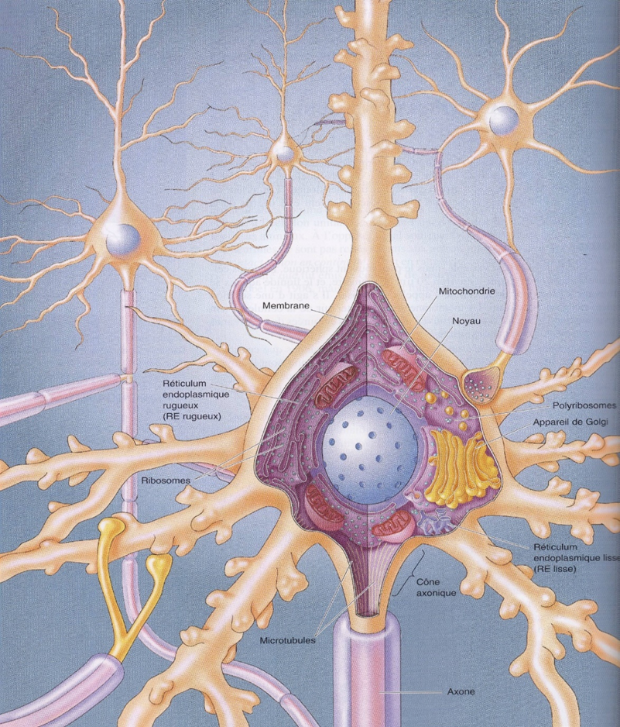 Mitochondrie
Membrane
Noyau
Réticulum
endoplasmique
rugueux
(RE rugueux)
Polyribosomes
Appareil de Golgi
Ribosomes
Réticulum
endoplasmique lisse
(RE lisse)
Cône
axonique
Microtubules
Axone